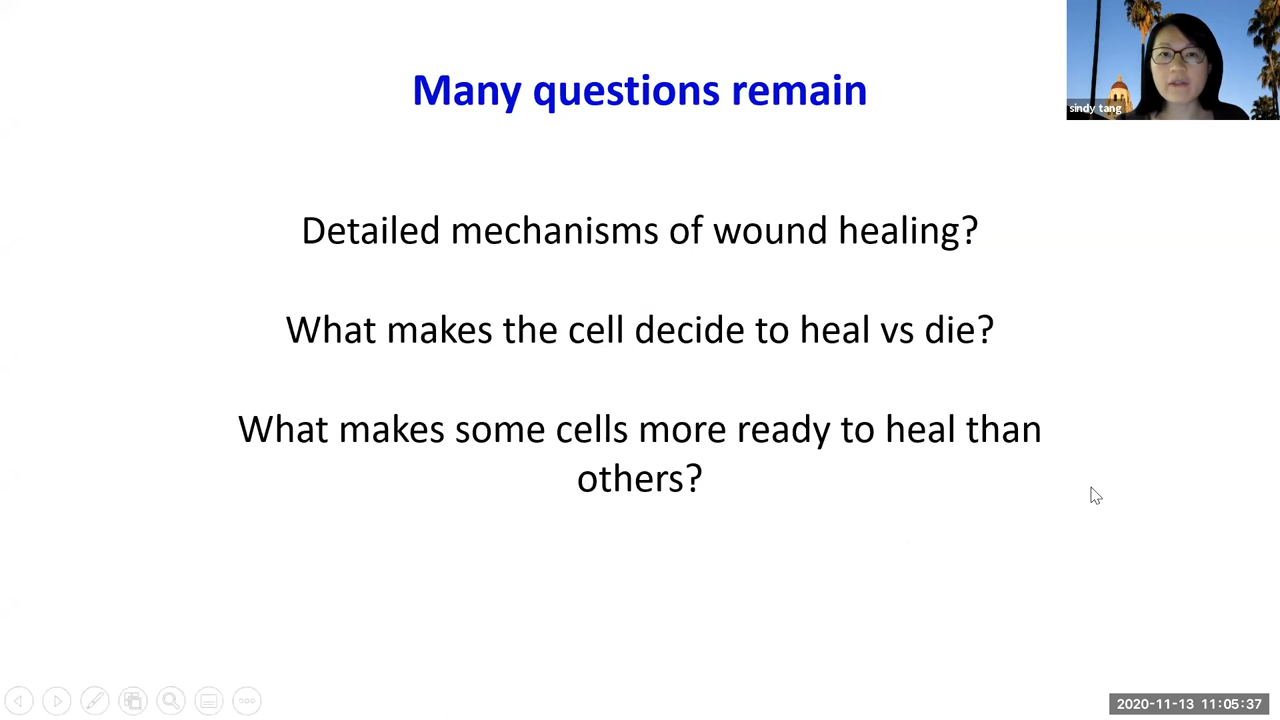 Many questions remain
sindy tang
Detailed mechanisms of wound healing?
What makes the cell decide to heal vs die?
What makes some cells more ready to heal than
others?
2020-11-13 11:05:37